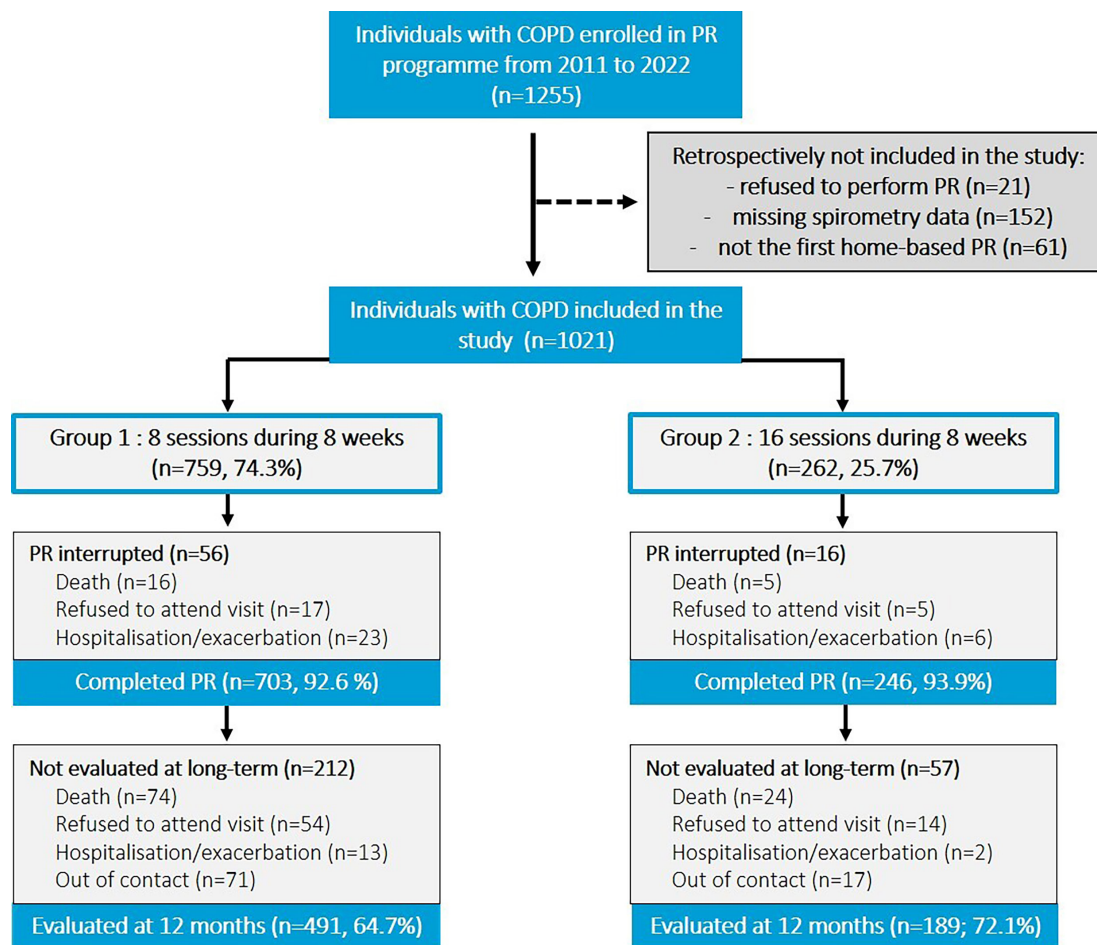 Individuals with COPD enrolled in PR
programme from 2011 to 2022
(n=1255)
Retrospectively not included in the study:
- refused to perform PR (n=21)
- missing spirometry data (n=152)
- not the first home-based PR (n=61)
Individuals with COPD included in the
study (n=1021)
Group 1 : 8 sessions during 8 weeks
(n=759, 74.3%)
PR interrupted (n=56)
Death (n=16)
Refused to attend visit (n=17)
Hospitalisation/exacerbation (n=23)
Completed PR (n=703, 92.6 %)
Not evaluated at long-term (n=212)
Death (n=74)
Refused to attend visit (n=54)
Hospitalisation/exacerbation (n=13)
Out of contact (n=71)
Evaluated at 12 months (n=491, 64.7%)
Group 2 : 16 sessions during 8 weeks
(n=262, 25.7%)
PR interrupted (n=16)
Death (n=5)
Refused to attend visit (n=5)
Hospitalisation/exacerbation (n=6)
Completed PR (n=246, 93.9%)
Not evaluated at long-term (n=57)
Death (n=24)
Refused to attend visit (n=14)
Hospitalisation/exacerbation (n=2)
Out of contact (n=17)
Evaluated at 12 months (n=189; 72.1%)